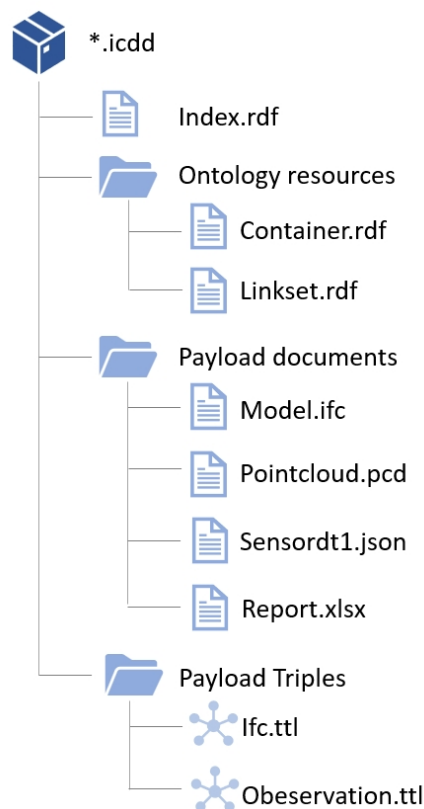 *.icdd
Index.rdf
Ontology resources
Container.rdf
Linkset.rdf
Payload documents
Model.ifc
Pointcloud.pcd
Sensordt1.json
Report.xlsx
Payload Triples
Ifc.ttl
Obeservation.ttl